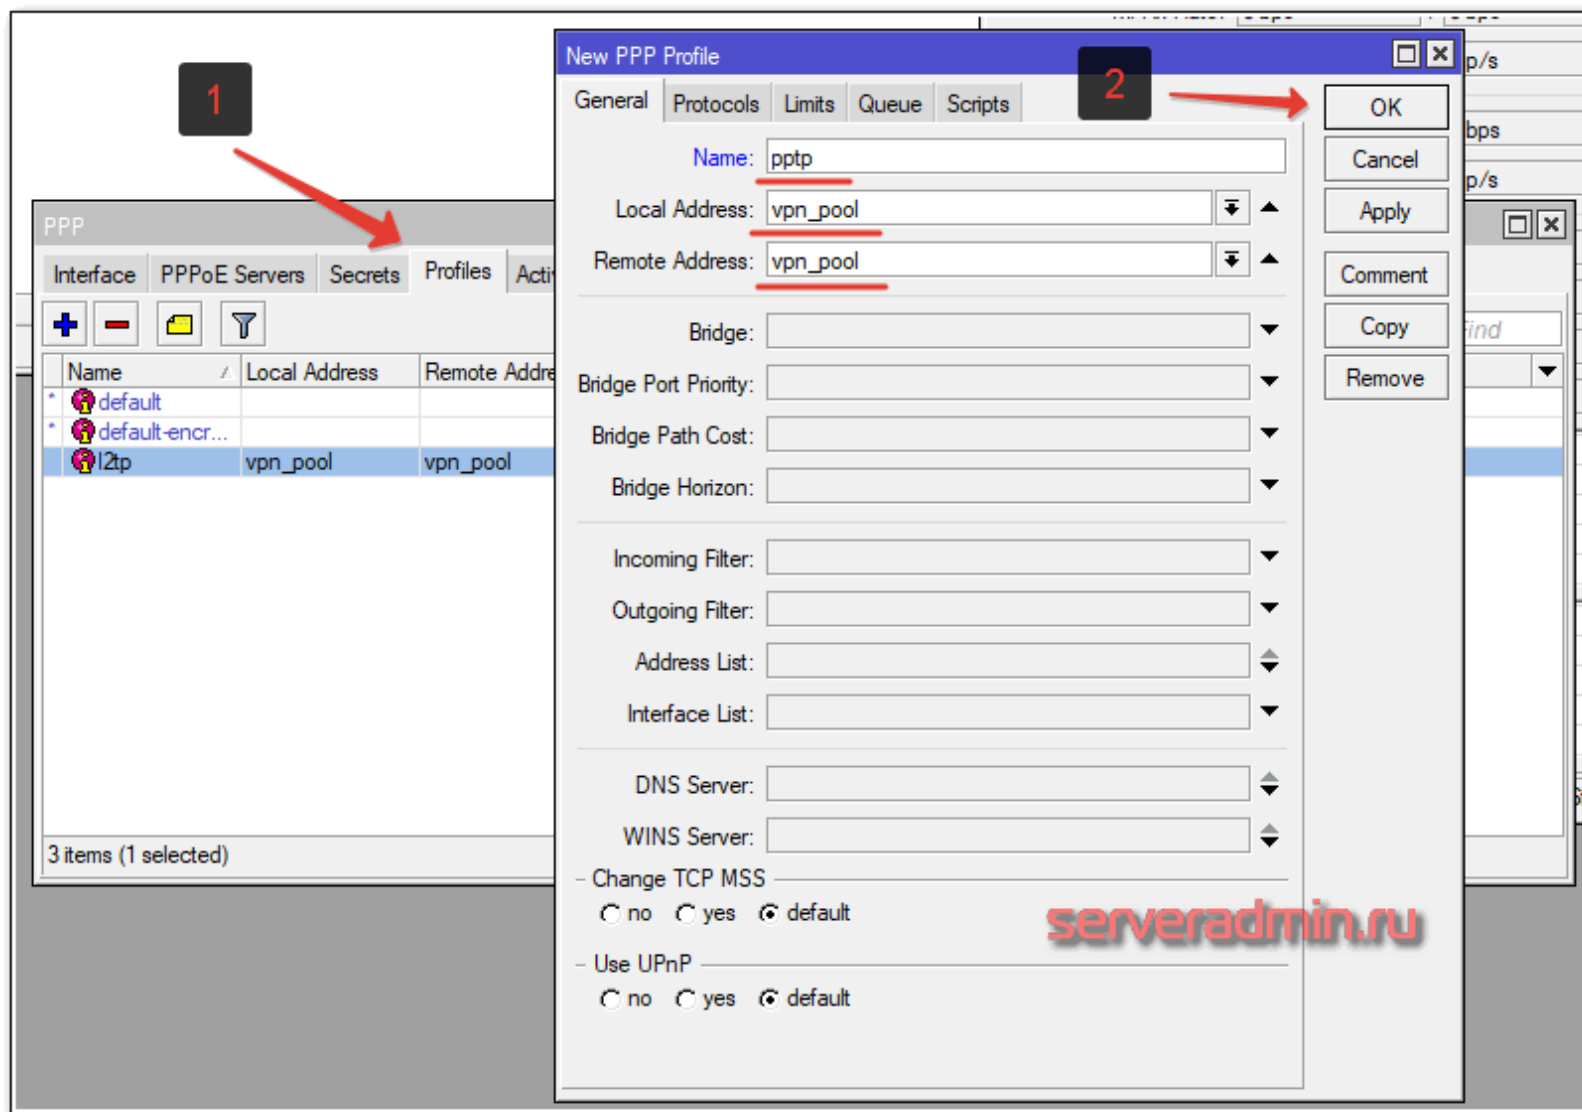 New PPP Profile
p/s
1
2
General Protocols Limits Queue Scripts
OK
Name: pptp
bps
Cancel
p/s
Local Address: vpn_pool
Apply
PPP
Remote Address: vpn_pool
Interface PPPoE Servers Secrets Profiles Activ
Comment
Bridge:
Copy
Find
Name Local Address Remote Addre
Bridge Port Priority:
Remove
* default
* default-encr...
Bridge Path Cost:
l2tp vpn_pool vpn_pool
Bridge Horizon:
Incoming Filter:
Outgoing Filter:
Address List:
Interface List:
DNS Server:
WINS Server:
3 items (1 selected)
Change TCP MSS
no yes default
serveradmin.ru
Use UPnP
no yes default